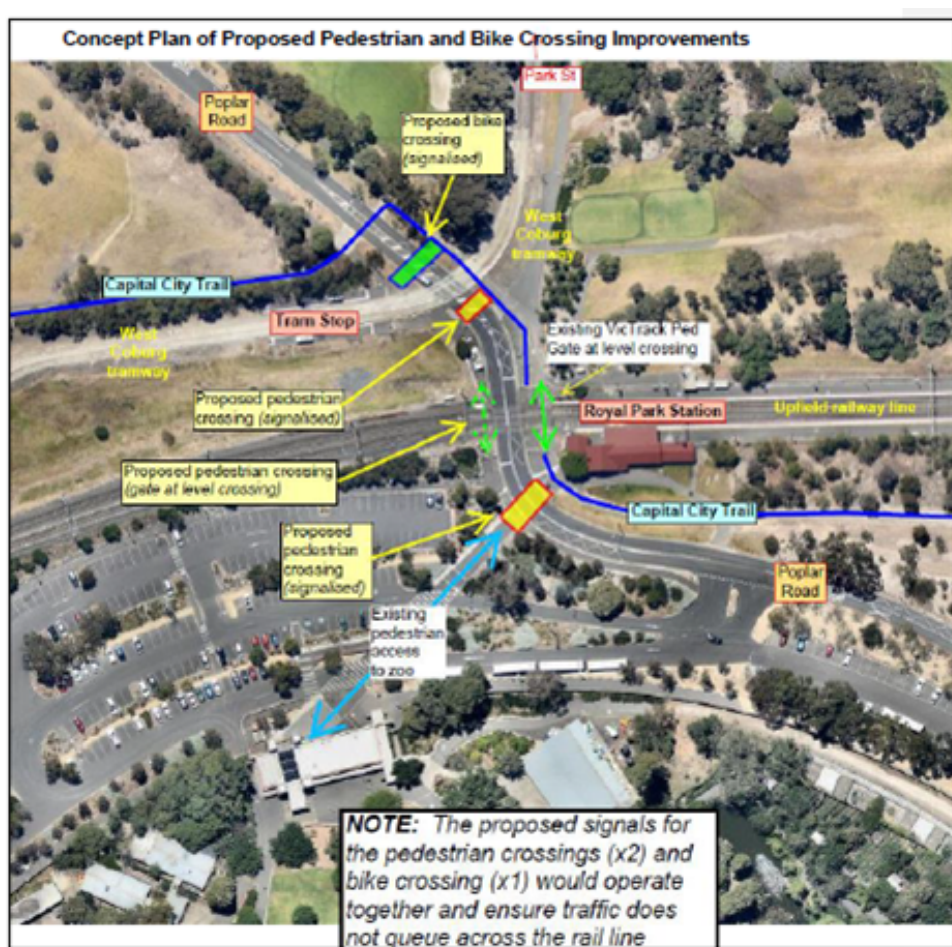 Concept Plan of Proposed Pedestrian and Bike Crossing Improvements
Park St
Poplar
Road
Proposed bike
crossing
(signalised)
West
Coburg
tramway
Capital City Trail
Tram Stop
West
Coburg
tramway
Existing VicTrack Ped
Gate at level crossing
Proposed pedestrian
crossing (signalised)
Royal Park Station
Upfield railway line
Proposed pedestrian crossing
(gate at level crossing)
Capital City Trail
Proposed
pedestrian
crossing
(signalised)
Poplar
Road
Existing
pedestrian
access
to zoo
NOTE: The proposed signals for
the pedestrian crossings (x2) and
bike crossing (x1) would operate
together and ensure traffic does
not queue across the rail line